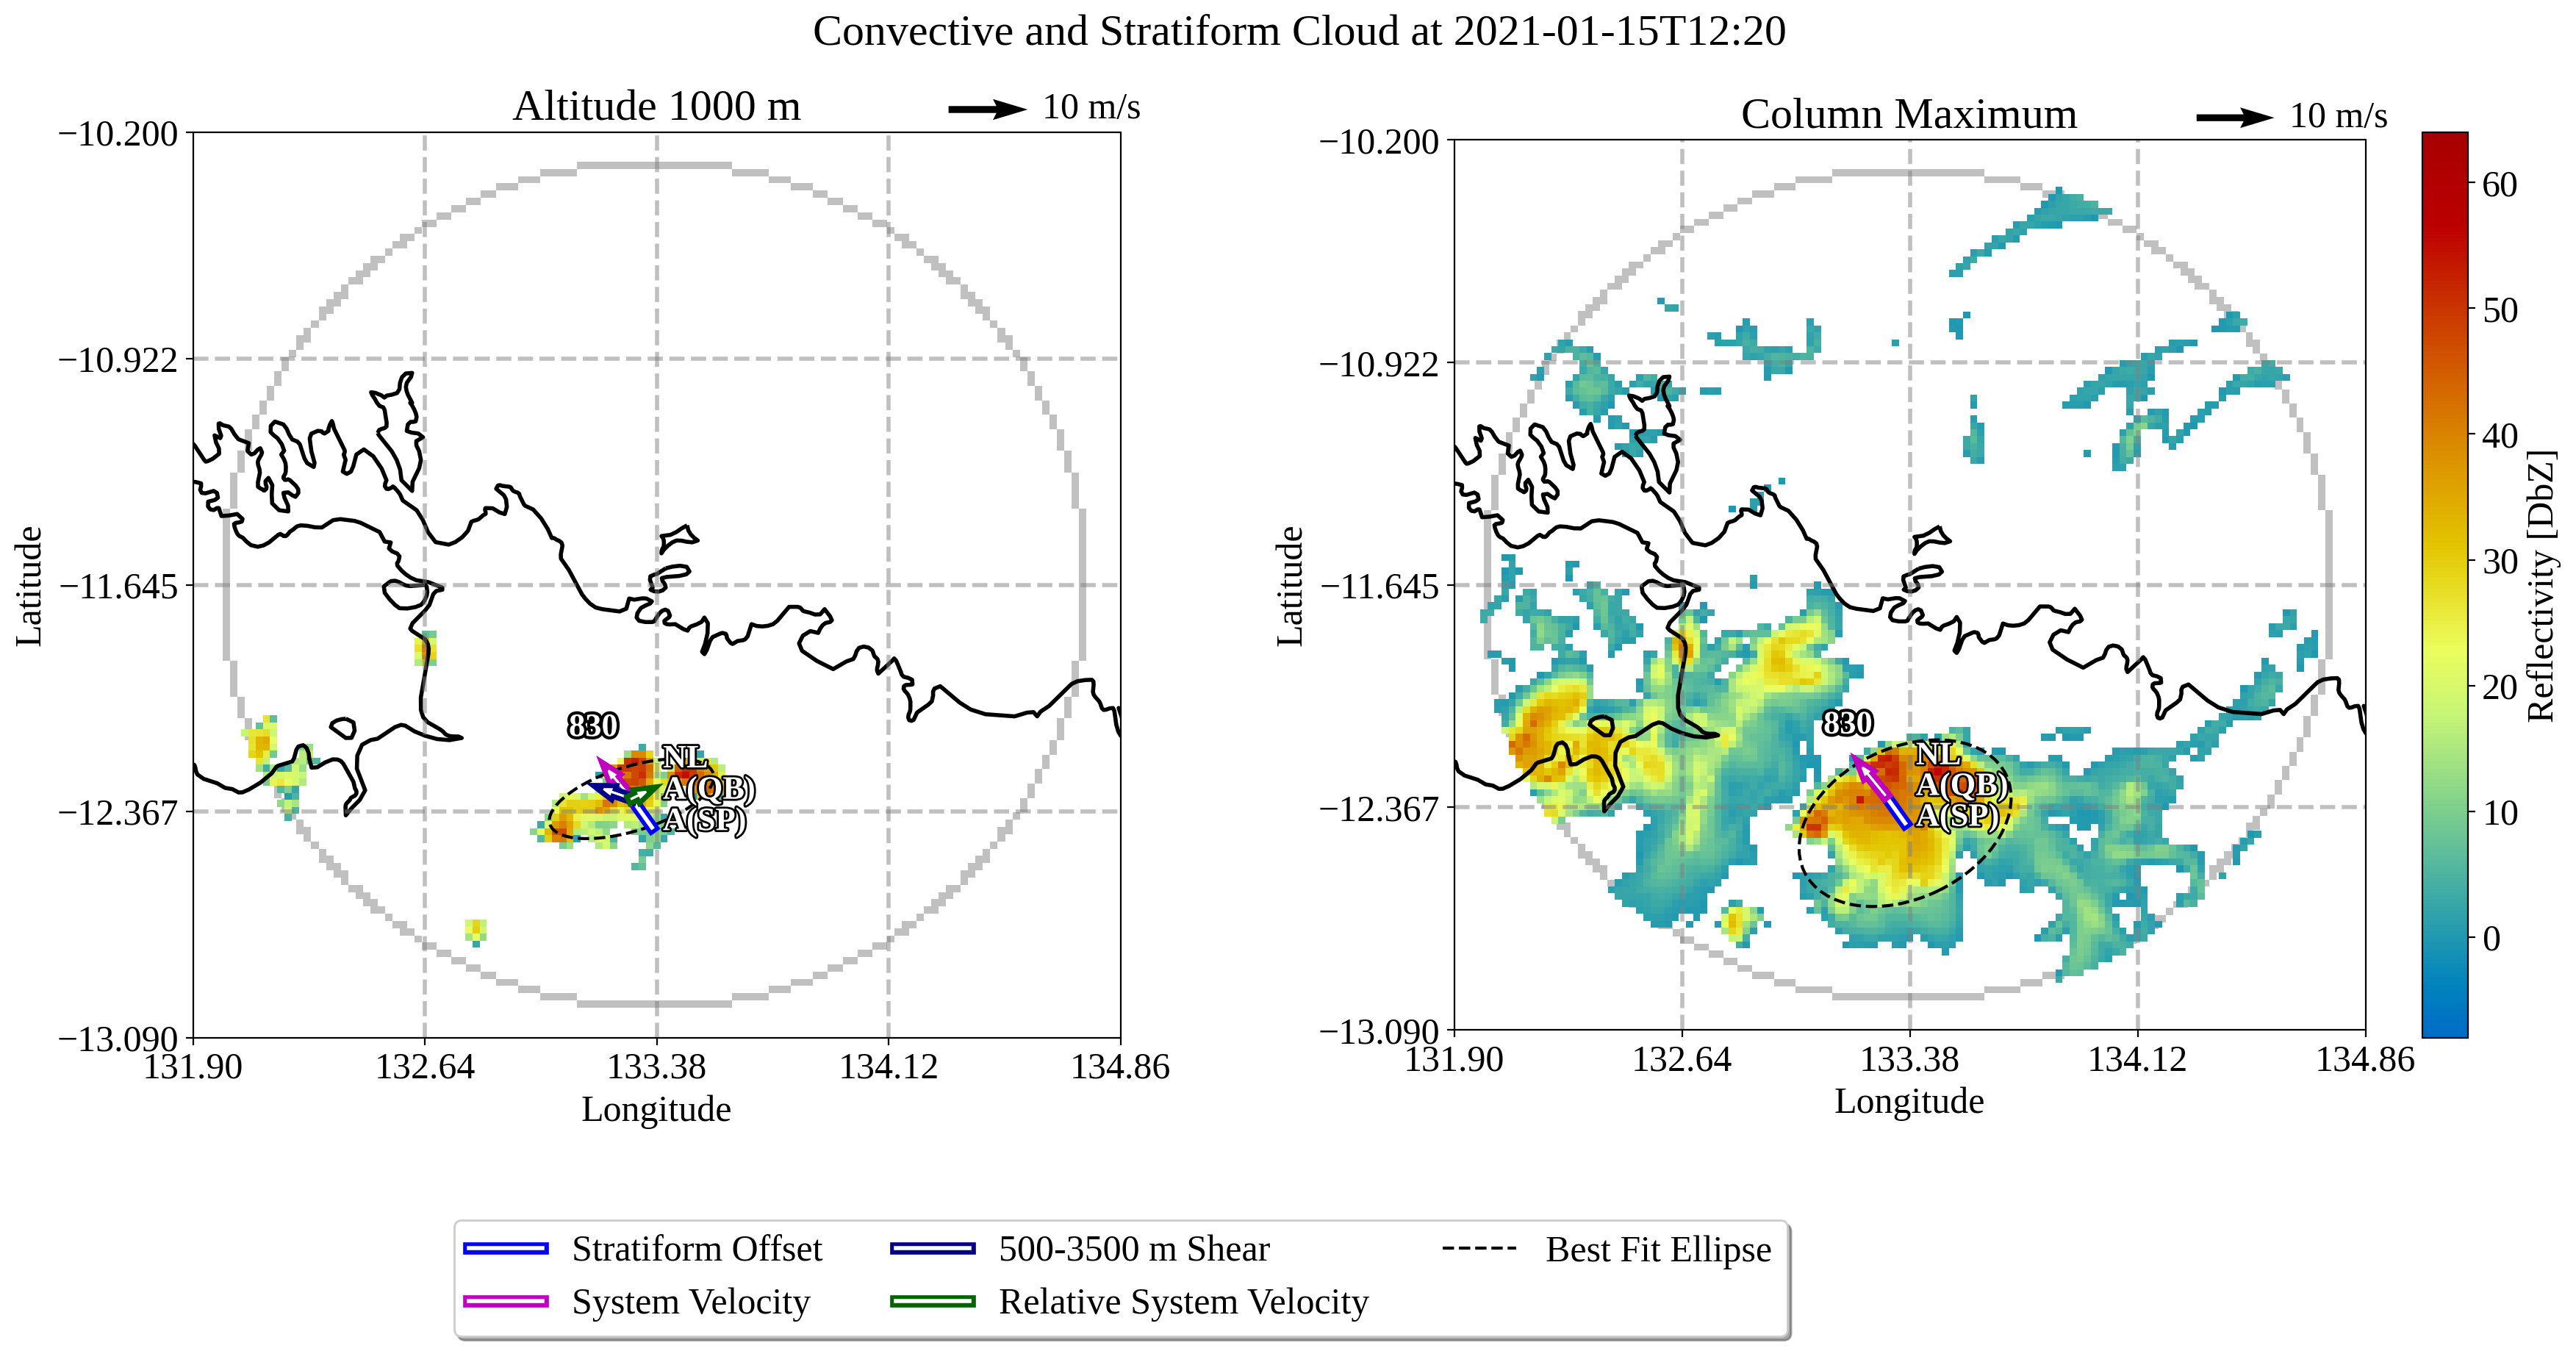 Convective and Stratiform Cloud at 2021-01-15T12:20
Altitude 1000 m
10 m/s
−10.200
−10.922
−11.645
−12.367
−13.090
Latitude
830
NL
A(QB)
A(SP)
131.90
132.64
133.38
134.12
134.86
Longitude
Column Maximum
10 m/s
−10.200
−10.922
−11.645
−12.367
−13.090
Latitude
830
NL
A(QB)
A(SP)
131.90
132.64
133.38
134.12
134.86
Longitude
60
50
40
30
20
10
0
Reflectivity [DbZ]
Stratiform Offset
System Velocity
500-3500 m Shear
Relative System Velocity
Best Fit Ellipse